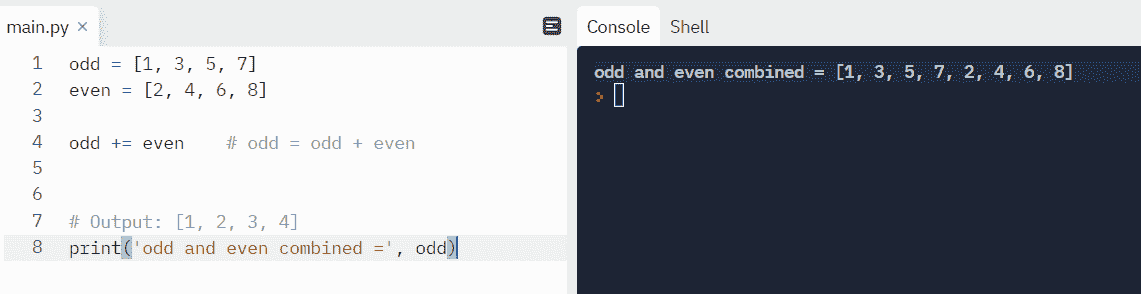 main.py ×
1 odd = [1, 3, 5, 7]
2 even = [2, 4, 6, 8]
3
4 odd += even    # odd = odd + even
5
6
7 # Output: [1, 2, 3, 4]
8 print('odd and even combined =', odd)
Console Shell
odd and even combined = [1, 3, 5, 7, 2, 4, 6, 8]
>